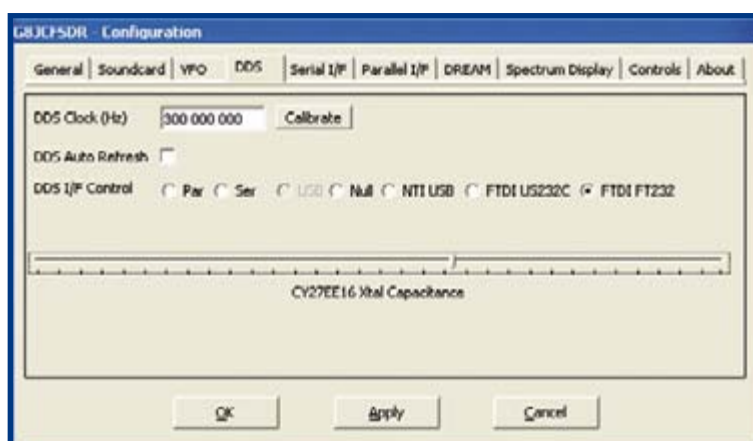 G8JCFSDR - Configuration
General Soundcard VFO DDS Serial I/F Parallel I/F DREAM Spectrum Display Controls About
DDS Clock (Hz) 300 000 000 Calibrate
DDS Auto Refresh
DDS I/F Control Par Ser USB Null NTI USB FTDI US232C FTDI FT232
CY27EE16 Xtal Capacitance
OK Apply Cancel